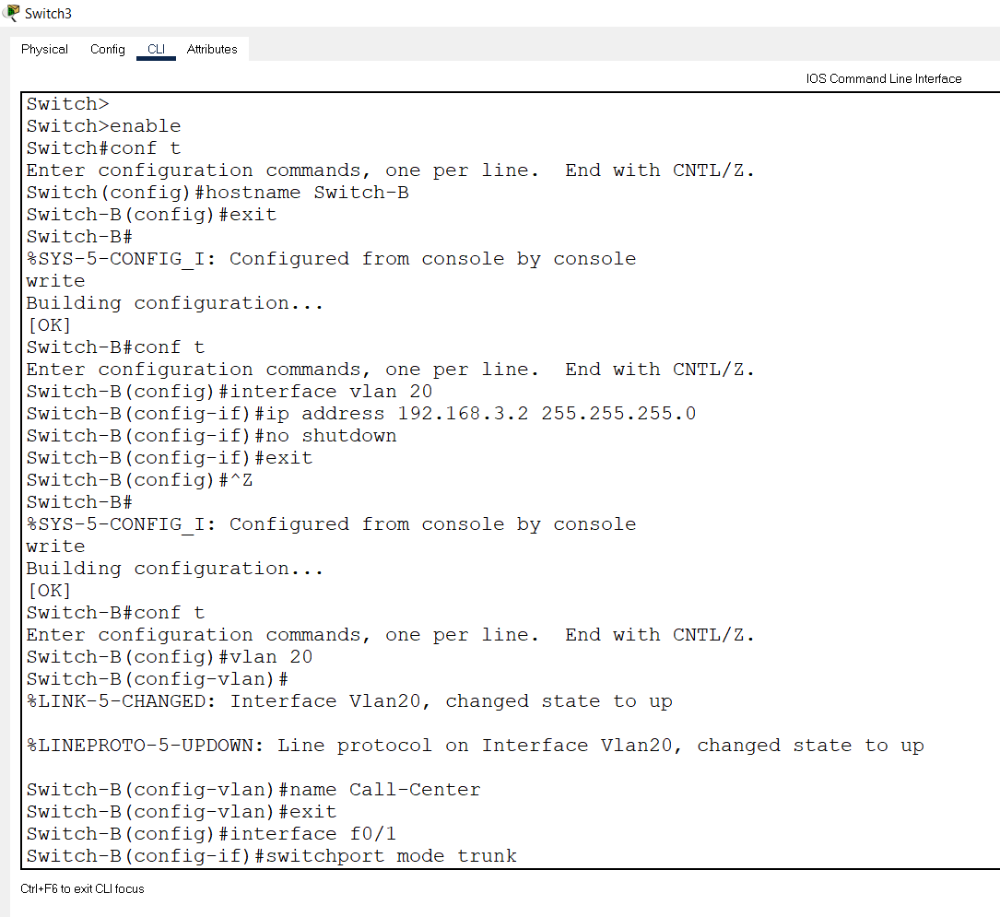 Switch3
Physical Config CLI Attributes
IOS Command Line Interface
Switch>
Switch>enable
Switch#conf t
Enter configuration commands, one per line.  End with CNTL/Z.
Switch(config)#hostname Switch-B
Switch-B(config)#exit
Switch-B#
%SYS-5-CONFIG_I: Configured from console by console
write
Building configuration...
[OK]
Switch-B#conf t
Enter configuration commands, one per line.  End with CNTL/Z.
Switch-B(config)#interface vlan 20
Switch-B(config-if)#ip address 192.168.3.2 255.255.255.0
Switch-B(config-if)#no shutdown
Switch-B(config-if)#exit
Switch-B(config)#^Z
Switch-B#
%SYS-5-CONFIG_I: Configured from console by console
write
Building configuration...
[OK]
Switch-B#conf t
Enter configuration commands, one per line.  End with CNTL/Z.
Switch-B(config)#vlan 20
Switch-B(config-vlan)#
%LINK-5-CHANGED: Interface Vlan20, changed state to up
%LINEPROTO-5-UPDOWN: Line protocol on Interface Vlan20, changed state to up
Switch-B(config-vlan)#name Call-Center
Switch-B(config-vlan)#exit
Switch-B(config)#interface f0/1
Switch-B(config-if)#switchport mode trunk
Ctrl+F6 to exit CLI focus